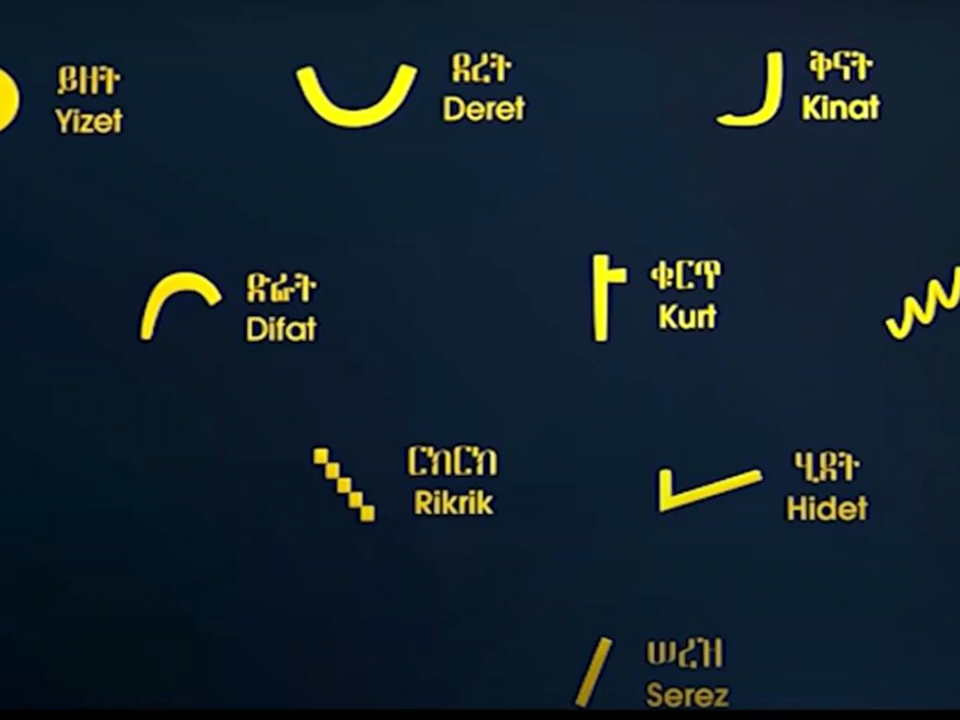 ይዘት
Yizet
ደረት
Deret
ቅናት
Kinat
ድፋት
Difat
ቁርጥ
Kurt
ርክርክ
Rikrik
ሂደት
Hidet
ሠረዝ
Serez